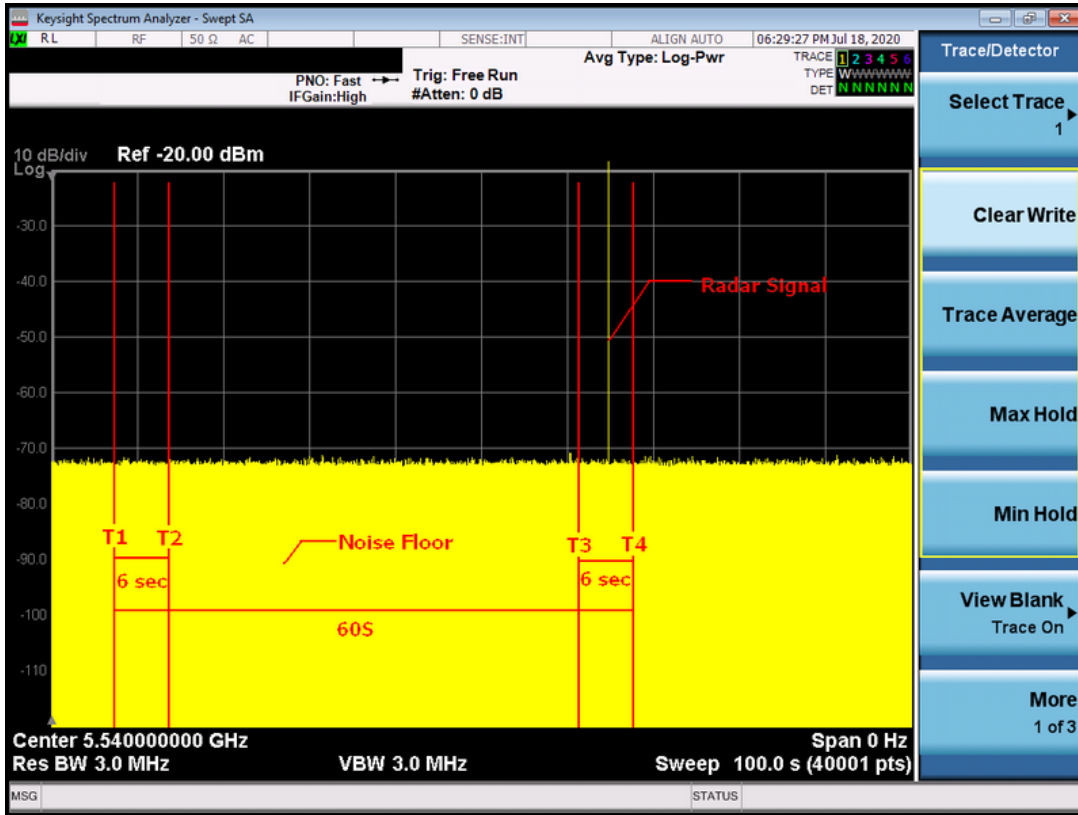 Keysight Spectrum Analyzer - Swept SA
LXI RL RF 50 Ω AC SENSE:INT ALIGN AUTO 06:29:27 PM Jul 18, 2020
Trace/Detector
Avg Type: Log-Pwr
TRACE 1 2 3 4 5 6
PNO: Fast Trig: Free Run
TYPE WWWWWWW
IFGain:High #Atten: 0 dB
DET N N N N N N
Select Trace
1
10 dB/div Ref -20.00 dBm
Log
Clear Write
-30.0
-40.0
Radar Signal
Trace Average
-50.0
-60.0
Max Hold
-70.0
-80.0
Min Hold
T1 T2 Noise Floor T3 T4
-90.0
6 sec 6 sec
View Blank
Trace On
-100
60S
-110
More
1 of 3
Center 5.540000000 GHz Span 0 Hz
Res BW 3.0 MHz VBW 3.0 MHz Sweep 100.0 s (40001 pts)
MSG STATUS